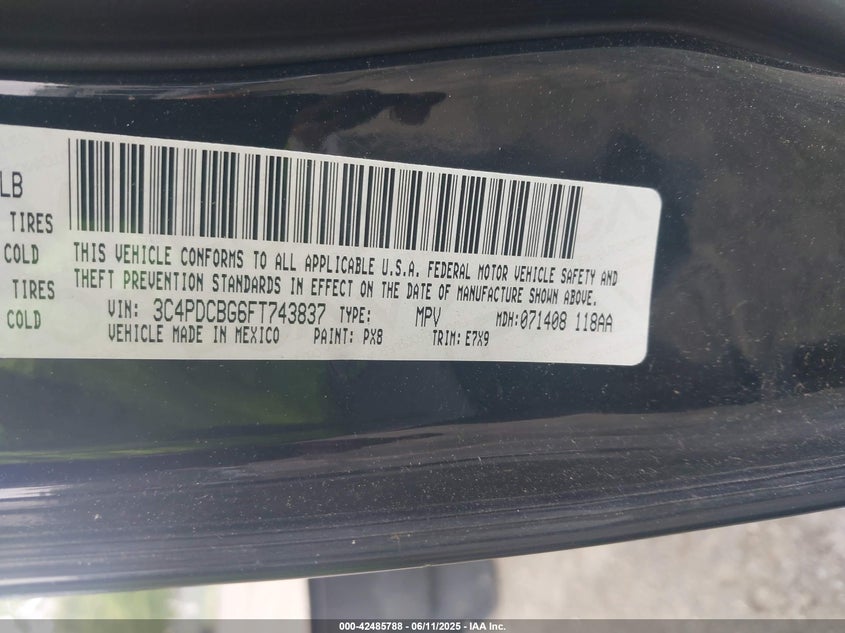 LB
TIRES
COLD
TIRES
COLD
THIS VEHICLE CONFORMS TO ALL APPLICABLE U.S.A. FEDERAL MOTOR VEHICLE SAFETY AND
THEFT PREVENTION STANDARDS IN EFFECT ON THE DATE OF MANUFACTURE SHOWN ABOVE.
VIN: 3C4PDCBG6FT743837 TYPE: MPV MDH:071408 118AA
VEHICLE MADE IN MEXICO PAINT: PX8 TRIM: E7X9
000-42485788 - 06/11/2025 - IAA Inc.